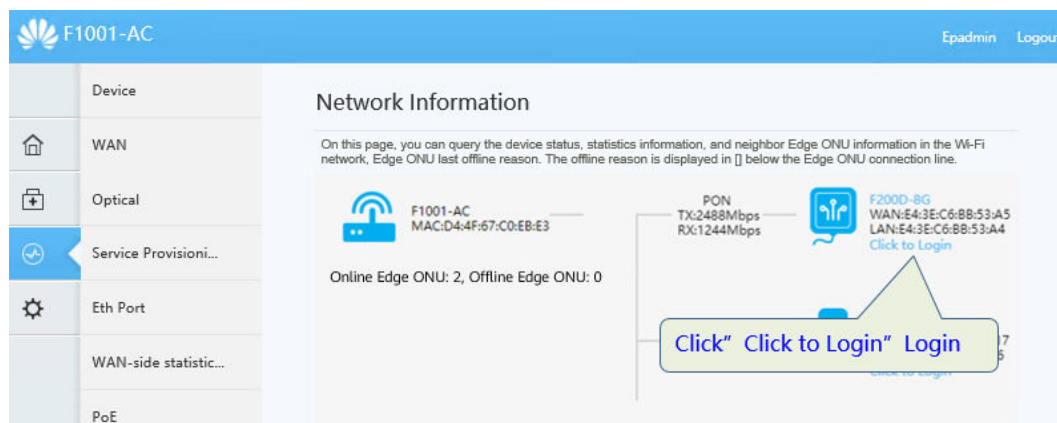 F1001-AC
Epadmin Logou
Device
WAN
Optical
Service Provisioni...
Eth Port
WAN-side statistic...
PoE
Network Information
On this page, you can query the device status, statistics information, and neighbor Edge ONU information in the Wi-Fi
network, Edge ONU last offline reason. The offline reason is displayed in [] below the Edge ONU connection line.
F1001-AC
MAC:D4:4F:67:C0:EB:E3
Online Edge ONU: 2, Offline Edge ONU: 0
PON
TX:2488Mbps
RX:1244Mbps
F200D-8G
WAN:E4:3E:C6:BB:53:A5
LAN:E4:3E:C6:BB:53:A4
Click to Login
Click" Click to Login" Login